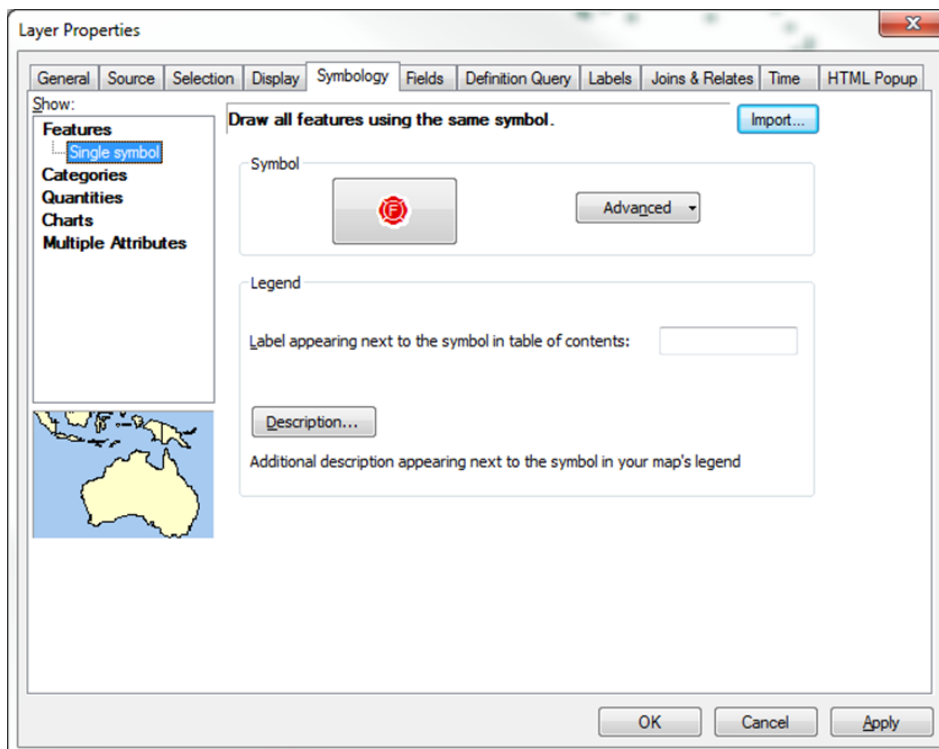 Layer Properties
X
General Source Selection Display Symbology Fields Definition Query Labels Joins & Relates Time HTML Popup
Show:
Features
Single symbol
Categories
Quantities
Charts
Multiple Attributes
Draw all features using the same symbol.
Import...
Symbol
F
Advanced
Legend
Label appearing next to the symbol in table of contents:
Description...
Additional description appearing next to the symbol in your map's legend
OK Cancel Apply